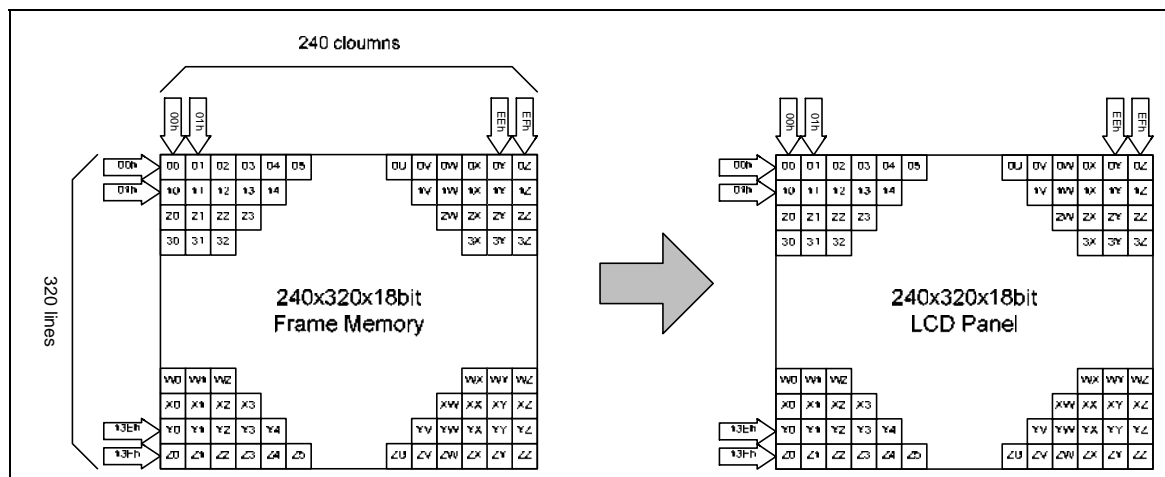 240 cloumns
00h 01h EEh EFh
00h 00 01 02 03 04 05 0U 0V 0W 0X 0Y 0Z
01h 10 11 12 13 14 1V 1W 1X 1Y 1Z
20 21 22 23 2W 2X 2Y 2Z
30 31 32 3X 3Y 3Z
320 lines
240x320x18bit
Frame Memory
W0 W1 W2 WX WY WZ
X0 X1 X2 X3 XW XX XY XZ
13Eh Y0 Y1 Y2 Y3 Y4 YV YW YX YY YZ
13Fh Z0 Z1 Z2 Z3 Z4 Z5 ZU ZV ZW ZX ZY ZZ
00h 01h EEh EFh
00h 00 01 02 03 04 05 0U 0V 0W 0X 0Y 0Z
01h 10 11 12 13 14 1V 1W 1X 1Y 1Z
20 21 22 23 2W 2X 2Y 2Z
30 31 32 3X 3Y 3Z
240x320x18bit
LCD Panel
W0 W1 W2 WX WY WZ
X0 X1 X2 X3 XW XX XY XZ
13Eh Y0 Y1 Y2 Y3 Y4 YV YW YX YY YZ
13Fh Z0 Z1 Z2 Z3 Z4 Z5 ZU ZV ZW ZX ZY ZZ